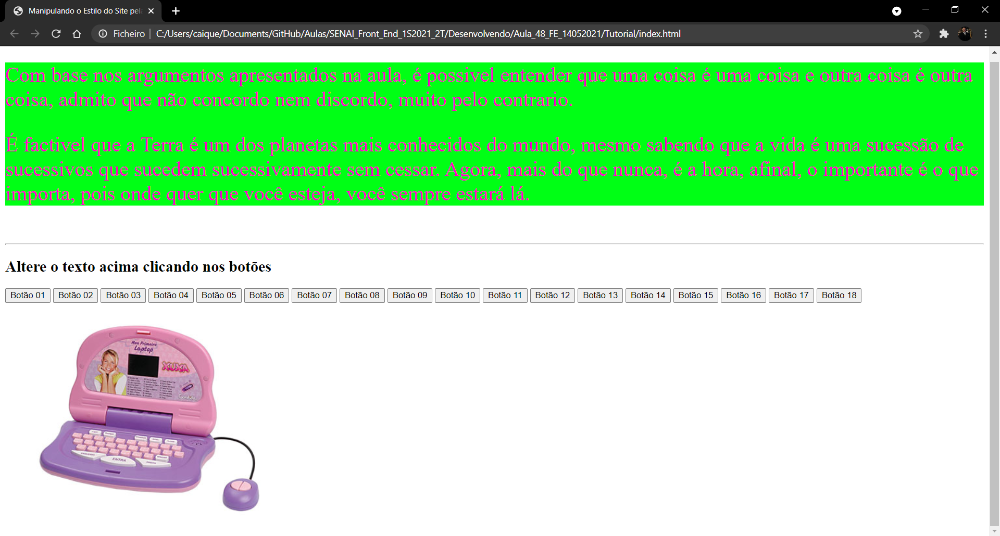 Manipulando o Estilo do Site pel
Ficheiro
C:/Users/caique/Documents/GitHub/Aulas/SENAI_Front_End_1S2021_2T/Desenvolvendo/Aula_48_FE_14052021/Tutorial/index.html
Com base nos argumentos apresentados na aula, é possivel entender que uma coisa é uma coisa e outra coisa é outra
coisa, admito que não concordo nem discordo, muito pelo contrario.
É factivel que a Terra é um dos planetas mais conhecidos do mundo, mesmo sabendo que a vida é uma sucessão de
sucessivos que sucedem sucessivamente sem cessar. Agora, mais do que nunca, é a hora, afinal, o importante é o que
importa, pois onde quer que você esteja, você sempre estará lá.
Altere o texto acima clicando nos botões
Botão 01 Botão 02 Botão 03 Botão 04 Botão 05 Botão 06 Botão 07 Botão 08 Botão 09 Botão 10 Botão 11 Botão 12 Botão 13 Botão 14 Botão 15 Botão 16 Botão 17 Botão 18
Meu Primeiro
Laptop
XUXA
Candide
ENTRA